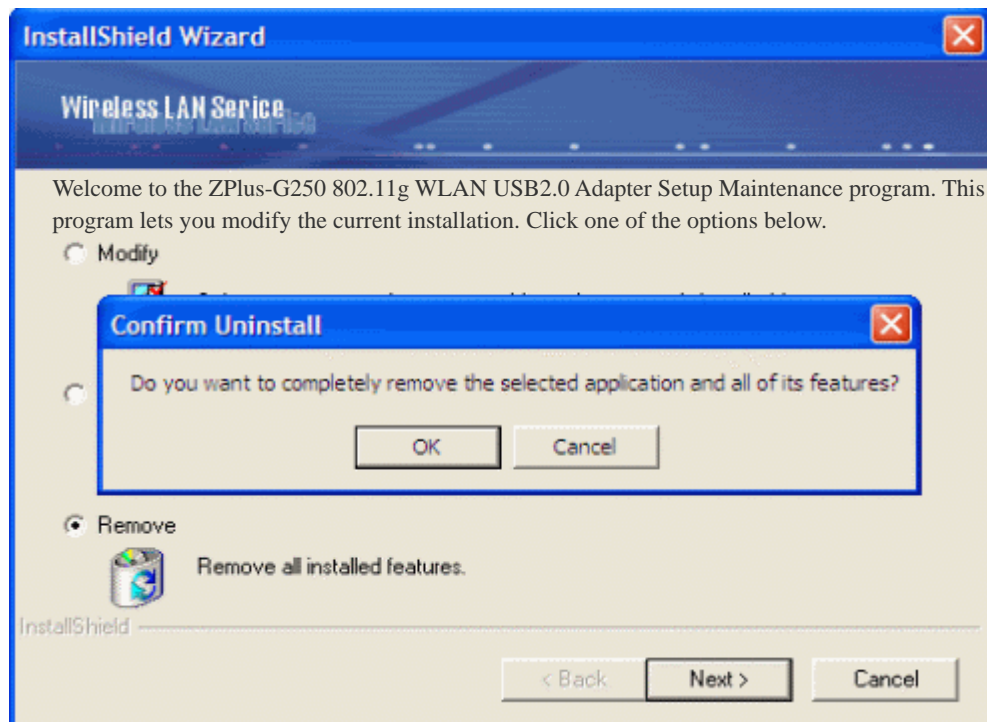 InstallShield Wizard
Wireless LAN Serice
Welcome to the ZPlus-G250 802.11g WLAN USB2.0 Adapter Setup Maintenance program. This
program lets you modify the current installation. Click one of the options below.
Modify
Confirm Uninstall
Do you want to completely remove the selected application and all of its features?
OK
Cancel
Remove
Remove all installed features.
InstallShield
< Back
Next >
Cancel